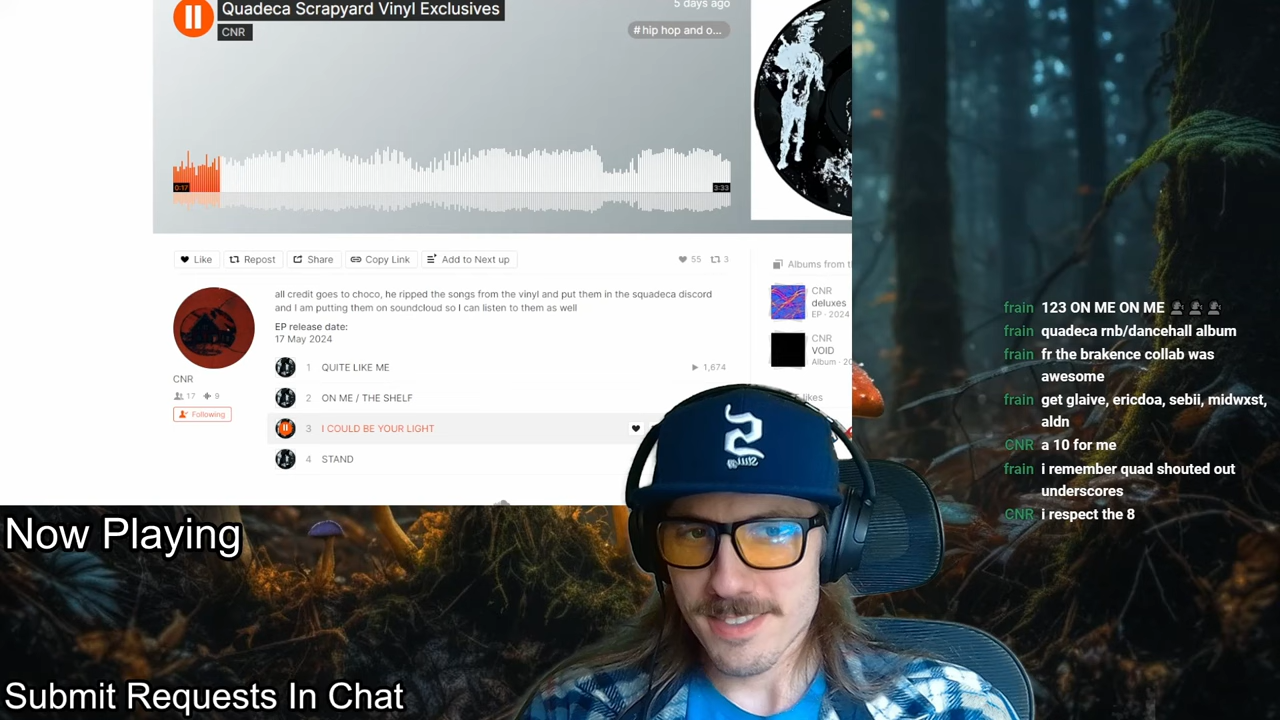 Quadeca Scrapyard Vinyl Exclusives
CNR
5 days ago
# hip hop and o...
0:17
3:33
Like
Repost
Share
Copy Link
Add to Next up
55
3
all credit goes to choco, he ripped the songs from the vinyl and put them in the squadeca discord
and I am putting them on soundcloud so I can listen to them as well
EP release date:
17 May 2024
CNR
17
9
Following
1 QUITE LIKE ME
1,674
2 ON ME / THE SHELF
3 I COULD BE YOUR LIGHT
4 STAND
Albums from
CNR
deluxes
EP · 2024
CNR
VOID
Album · 20
likes
frain 123 ON ME ON ME
frain quadeca rnb/dancehall album
frain fr the brakence collab was
awesome
frain get glaive, ericdoa, sebii, midwxst,
aldn
CNR a 10 for me
frain i remember quad shouted out
underscores
CNR i respect the 8
Now Playing
Submit Requests In Chat